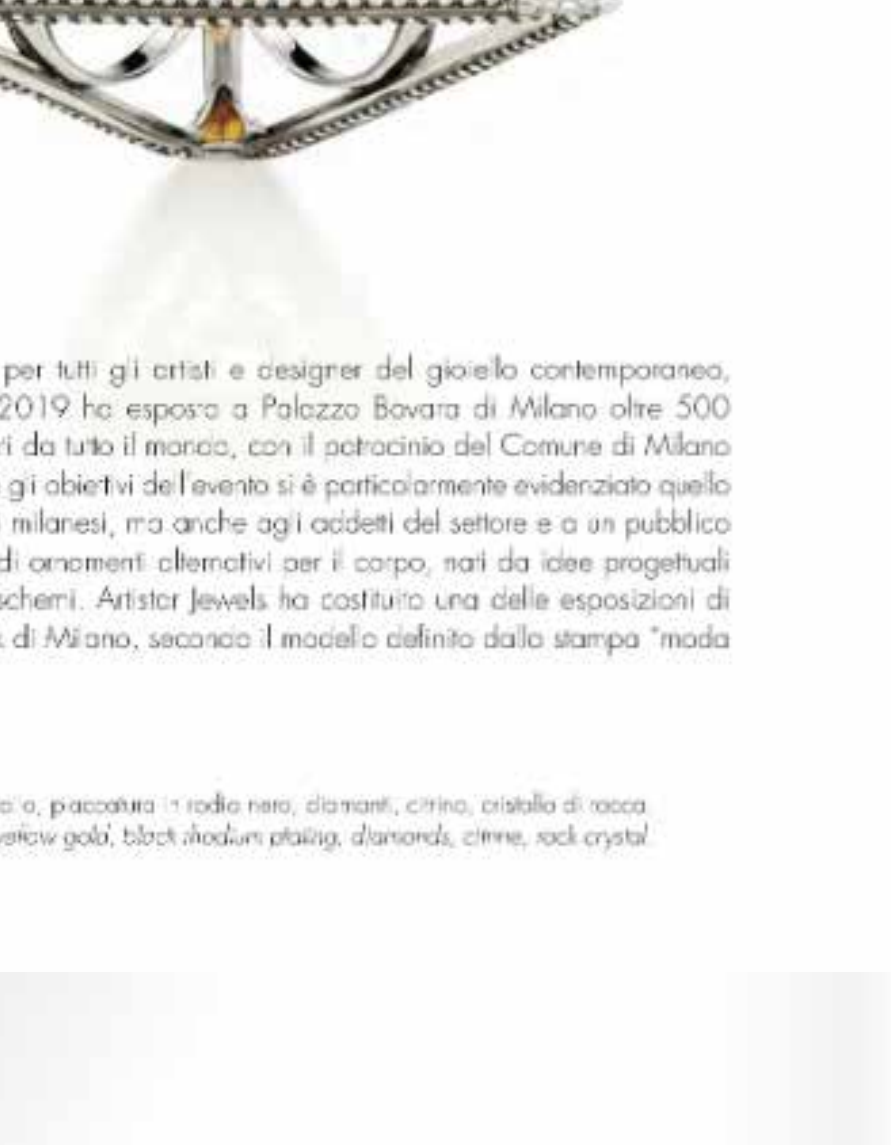 per tutti gli artisti e designer del gioiello contemporaneo,
2019 ha esposto a Palazzo Bovara di Milano oltre 500
ri da tutto il mondo, con il patrocinio del Comune di Milano
gli obiettivi dell'evento si è particolarmente evidenziato quello
milanesi, ma anche agli addetti del settore e a un pubblico
di ornamenti alternativi per il corpo, nati da idee progettuali
schemi. Artistar Jewels ha costituito una delle esposizioni di
di Milano, secondo il modello definito dalla stampa "moda
placcatura in rodio nero, diamanti, citrino, cristallo di rocca
yellow gold, black rhodium plating, diamonds, citrine, rock crystal